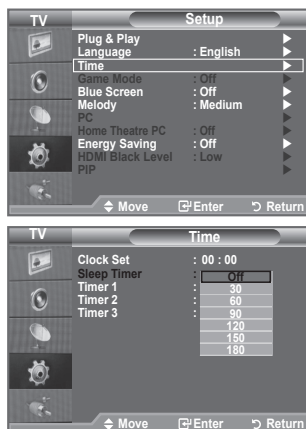 TV Setup
Plug & Play
Language : English
Time
Game Mode : Off
Blue Screen : Off
Melody : Medium
PC
Home Theatre PC : Off
Energy Saving : Off
HDMI Black Level : Low
PIP
Move Enter Return
TV Time
Clock Set : 00 : 00
Sleep Timer : Off
Timer 1 : 30
Timer 2 : 60
Timer 3 : 90
120
150
180
Move Enter Return